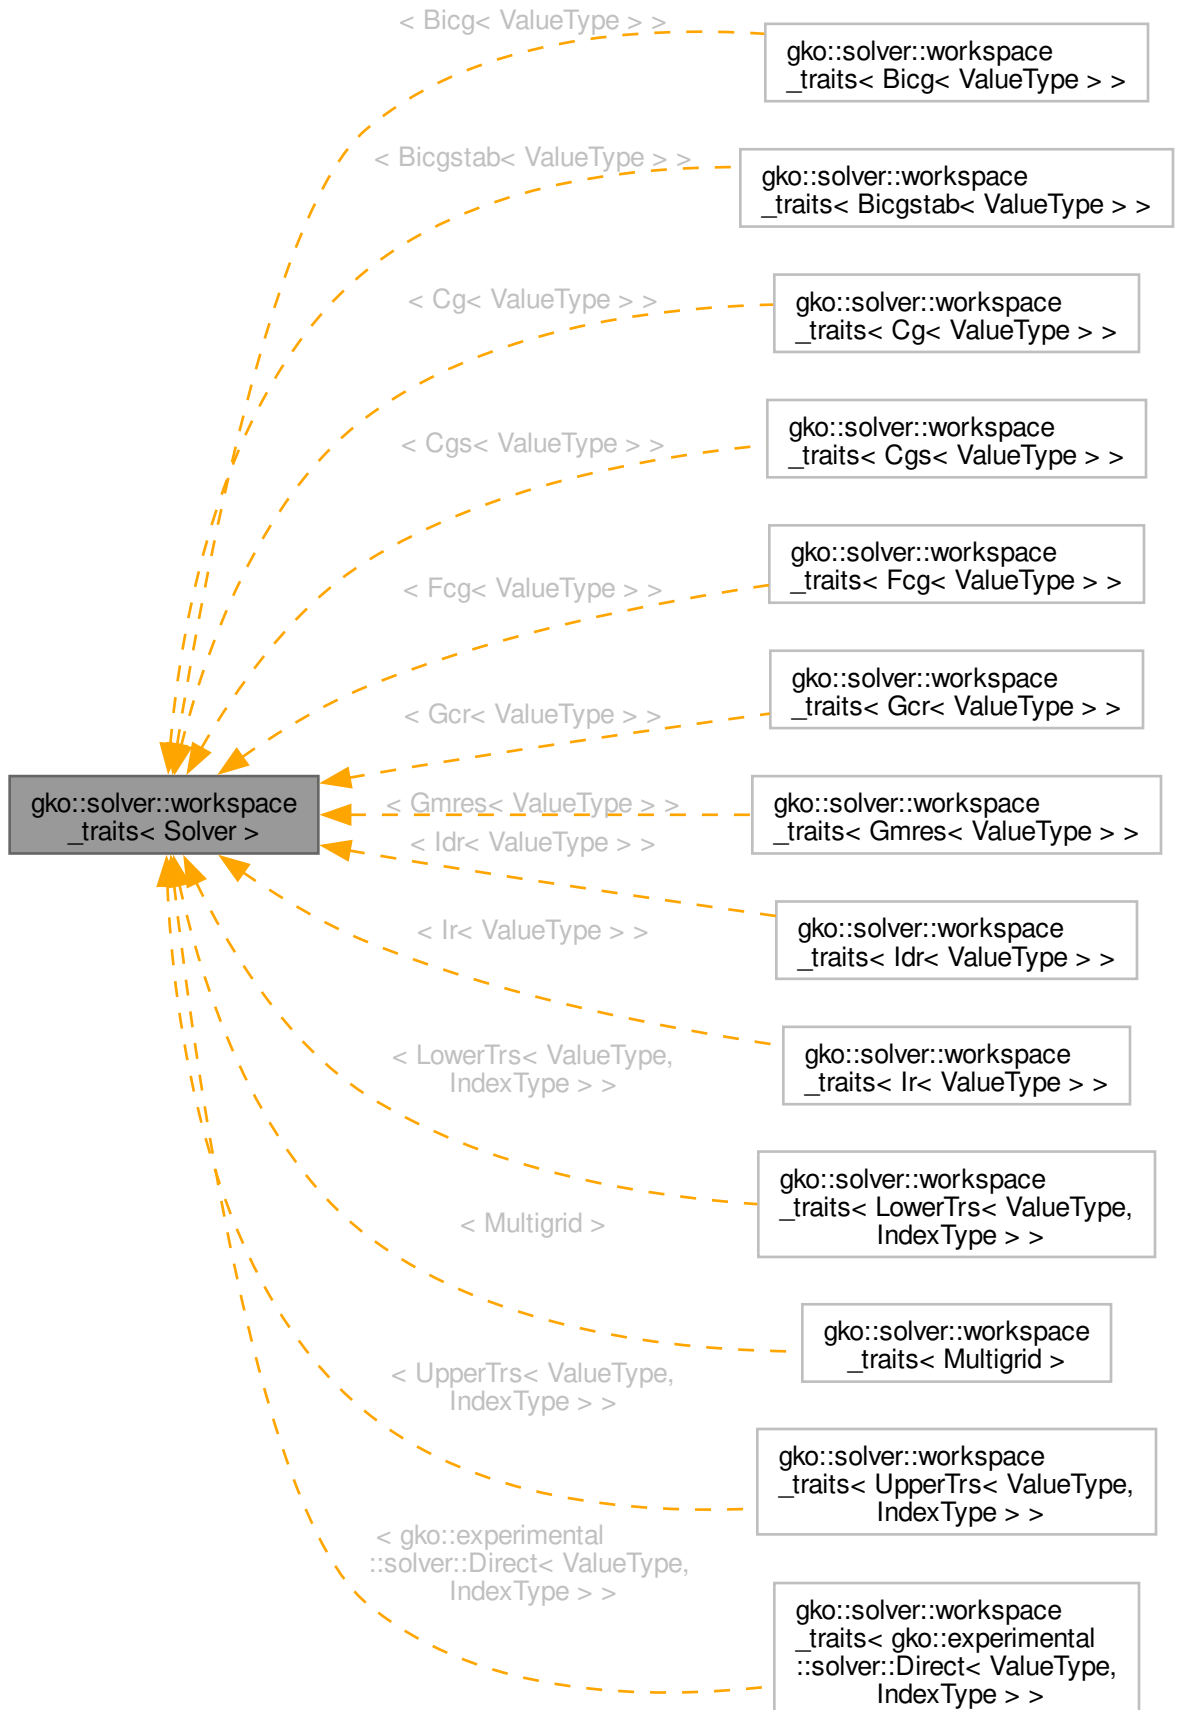 < Bicg< ValueType > >
gko::solver::workspace
_traits< Bicg< ValueType > >
< Bicgstab< ValueType > >
gko::solver::workspace
_traits< Bicgstab< ValueType > >
< Cg< ValueType > >
gko::solver::workspace
_traits< Cg< ValueType > >
< Cgs< ValueType > >
gko::solver::workspace
_traits< Cgs< ValueType > >
< Fcg< ValueType > >
gko::solver::workspace
_traits< Fcg< ValueType > >
< Gcr< ValueType > >
gko::solver::workspace
_traits< Gcr< ValueType > >
gko::solver::workspace
_traits< Solver >
< Gmres< ValueType > >
gko::solver::workspace
_traits< Gmres< ValueType > >
< Idr< ValueType > >
gko::solver::workspace
_traits< Idr< ValueType > >
< Ir< ValueType > >
gko::solver::workspace
_traits< Ir< ValueType > >
< LowerTrs< ValueType,
IndexType > >
gko::solver::workspace
_traits< LowerTrs< ValueType,
IndexType > >
< Multigrid >
gko::solver::workspace
_traits< Multigrid >
< UpperTrs< ValueType,
IndexType > >
gko::solver::workspace
_traits< UpperTrs< ValueType,
IndexType > >
< gko::experimental
::solver::Direct< ValueType,
IndexType > >
gko::solver::workspace
_traits< gko::experimental
::solver::Direct< ValueType,
IndexType > >